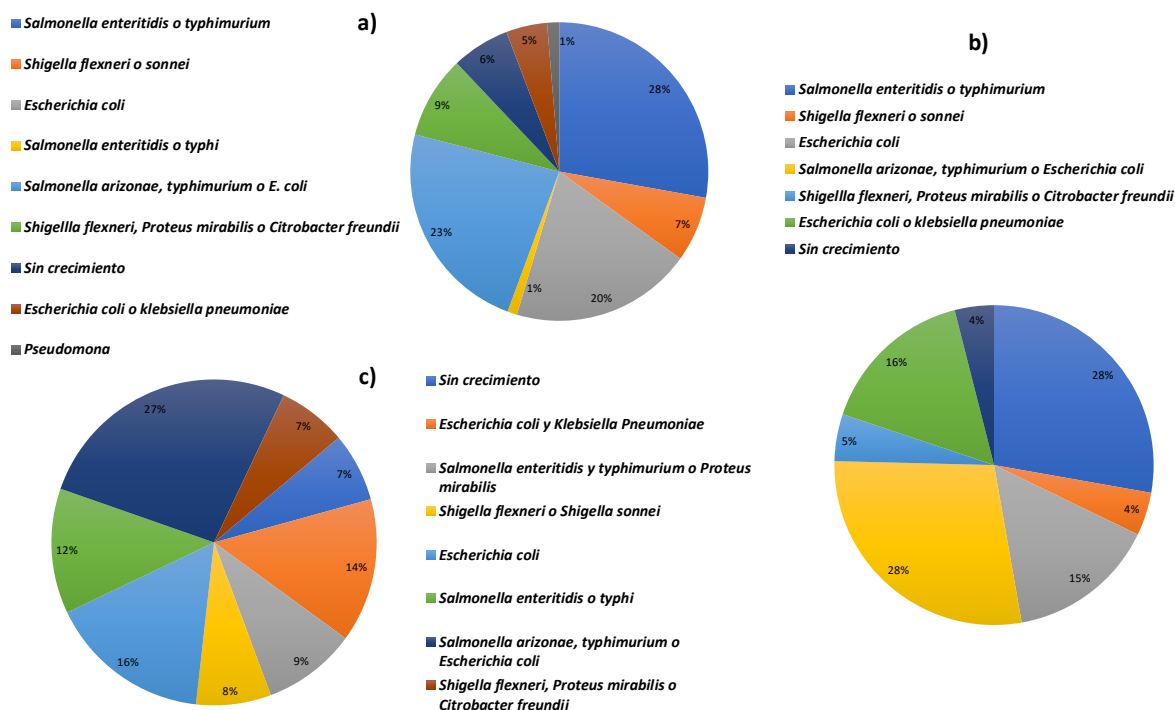 a)
Salmonella enteritidis o typhimurium
Shigella flexneri o sonnei
Escherichia coli
Salmonella enteritidis o typhi
Salmonella arizonae, typhimurium o E. coli
Shigellla flexneri, Proteus mirabilis o Citrobacter freundii
Sin crecimiento
Escherichia coli o klebsiella pneumoniae
Pseudomona
28%
7%
20%
1%
23%
9%
6%
5%
1%
b)
Salmonella enteritidis o typhimurium
Shigella flexneri o sonnei
Escherichia coli
Salmonella arizonae, typhimurium o Escherichia coli
Shigellla flexneri, Proteus mirabilis o Citrobacter freundii
Escherichia coli o klebsiella pneumoniae
Sin crecimiento
28%
4%
15%
28%
5%
16%
4%
c)
Sin crecimiento
Escherichia coli y Klebsiella Pneumoniae
Salmonella enteritidis y typhimurium o Proteus
mirabilis
Shigella flexneri o Shigella sonnei
Escherichia coli
Salmonella enteritidis o typhi
Salmonella arizonae, typhimurium o
Escherichia coli
Shigella flexneri, Proteus mirabilis o
Citrobacter freundii
7%
14%
9%
8%
16%
12%
27%
7%